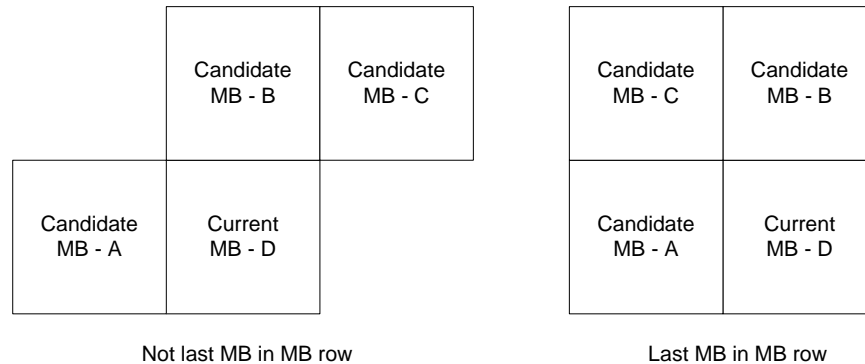 Candidate
MB - B
Candidate
MB - C
Candidate
MB - A
Current
MB - D
Not last MB in MB row
Candidate
MB - C
Candidate
MB - B
Candidate
MB - A
Current
MB - D
Last MB in MB row